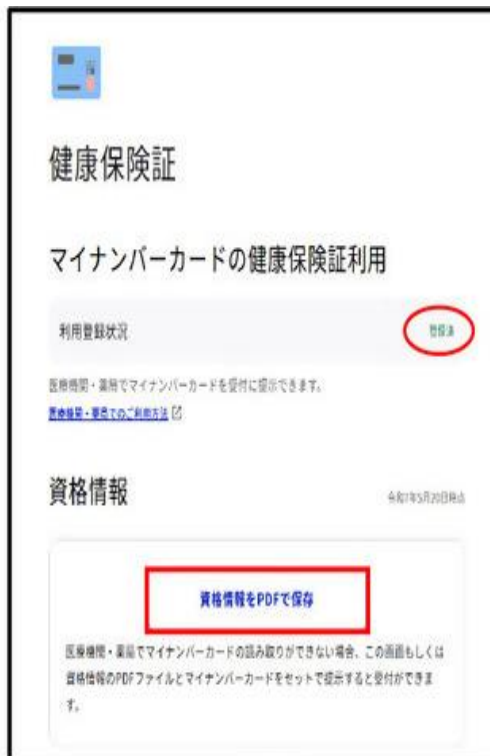 健康保険証
マイナンバーカードの健康保険証利用
利用登録状況
登録済
医療機関・薬局でマイナンバーカードを受付に提示できます。
医療機関・薬局でのご利用方法
資格情報
令和7年5月20日時点
資格情報をPDFで保存
医療機関・薬局でマイナンバーカードの読み取りができない場合、この画面もしくは
資格情報のPDFファイルとマイナンバーカードをセットで提示すると受付ができま
す。